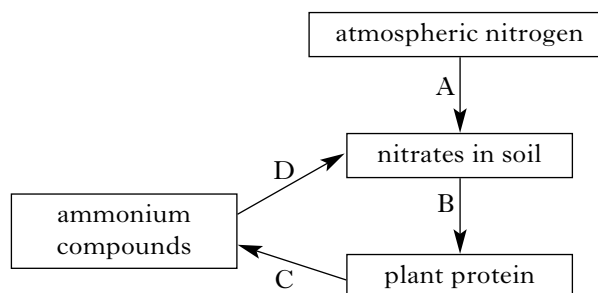 atmospheric nitrogen
A
nitrates in soil
D
B
ammonium
compounds
C
plant protein